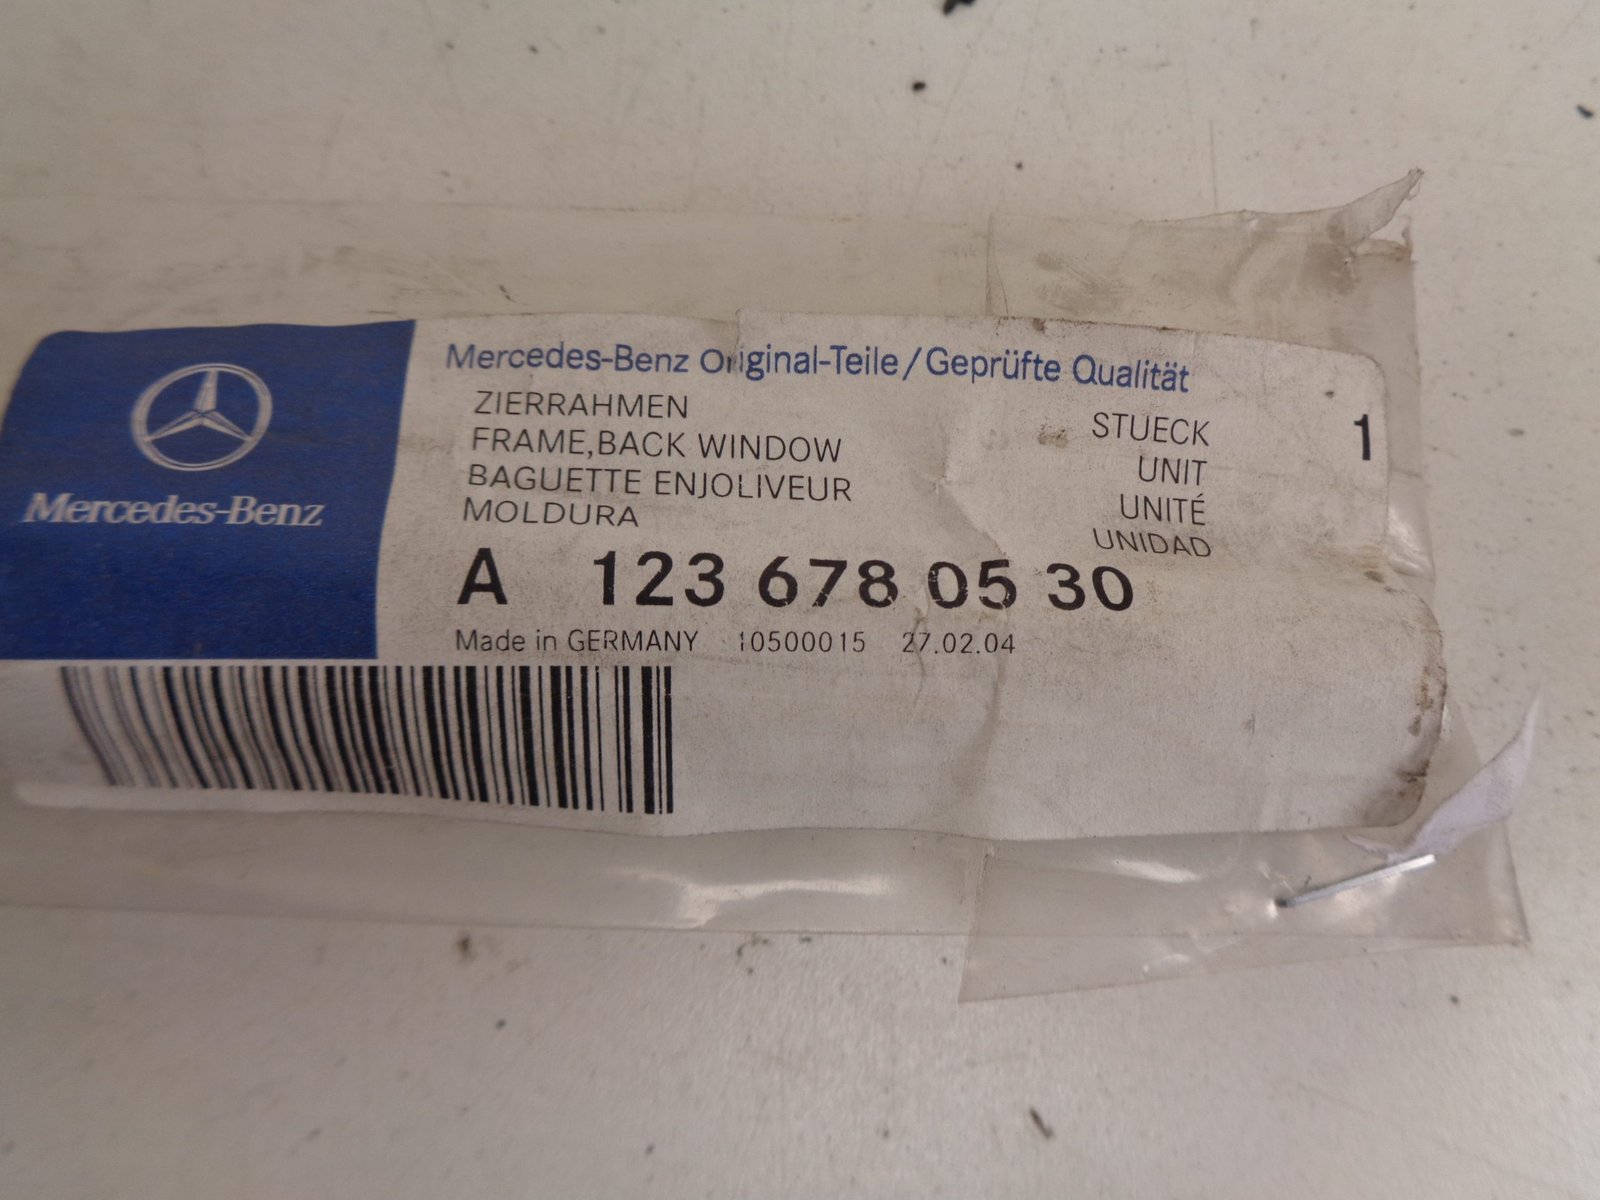 Mercedes-Benz
Mercedes-Benz Original-Teile/Geprüfte Qualität
ZIERRAHMEN
FRAME,BACK WINDOW
BAGUETTE ENJOLIVEUR
MOLDURA
STUECK 1
UNIT
UNITÉ
UNIDAD
A 123 678 05 30
Made in GERMANY 10500015 27.02.04